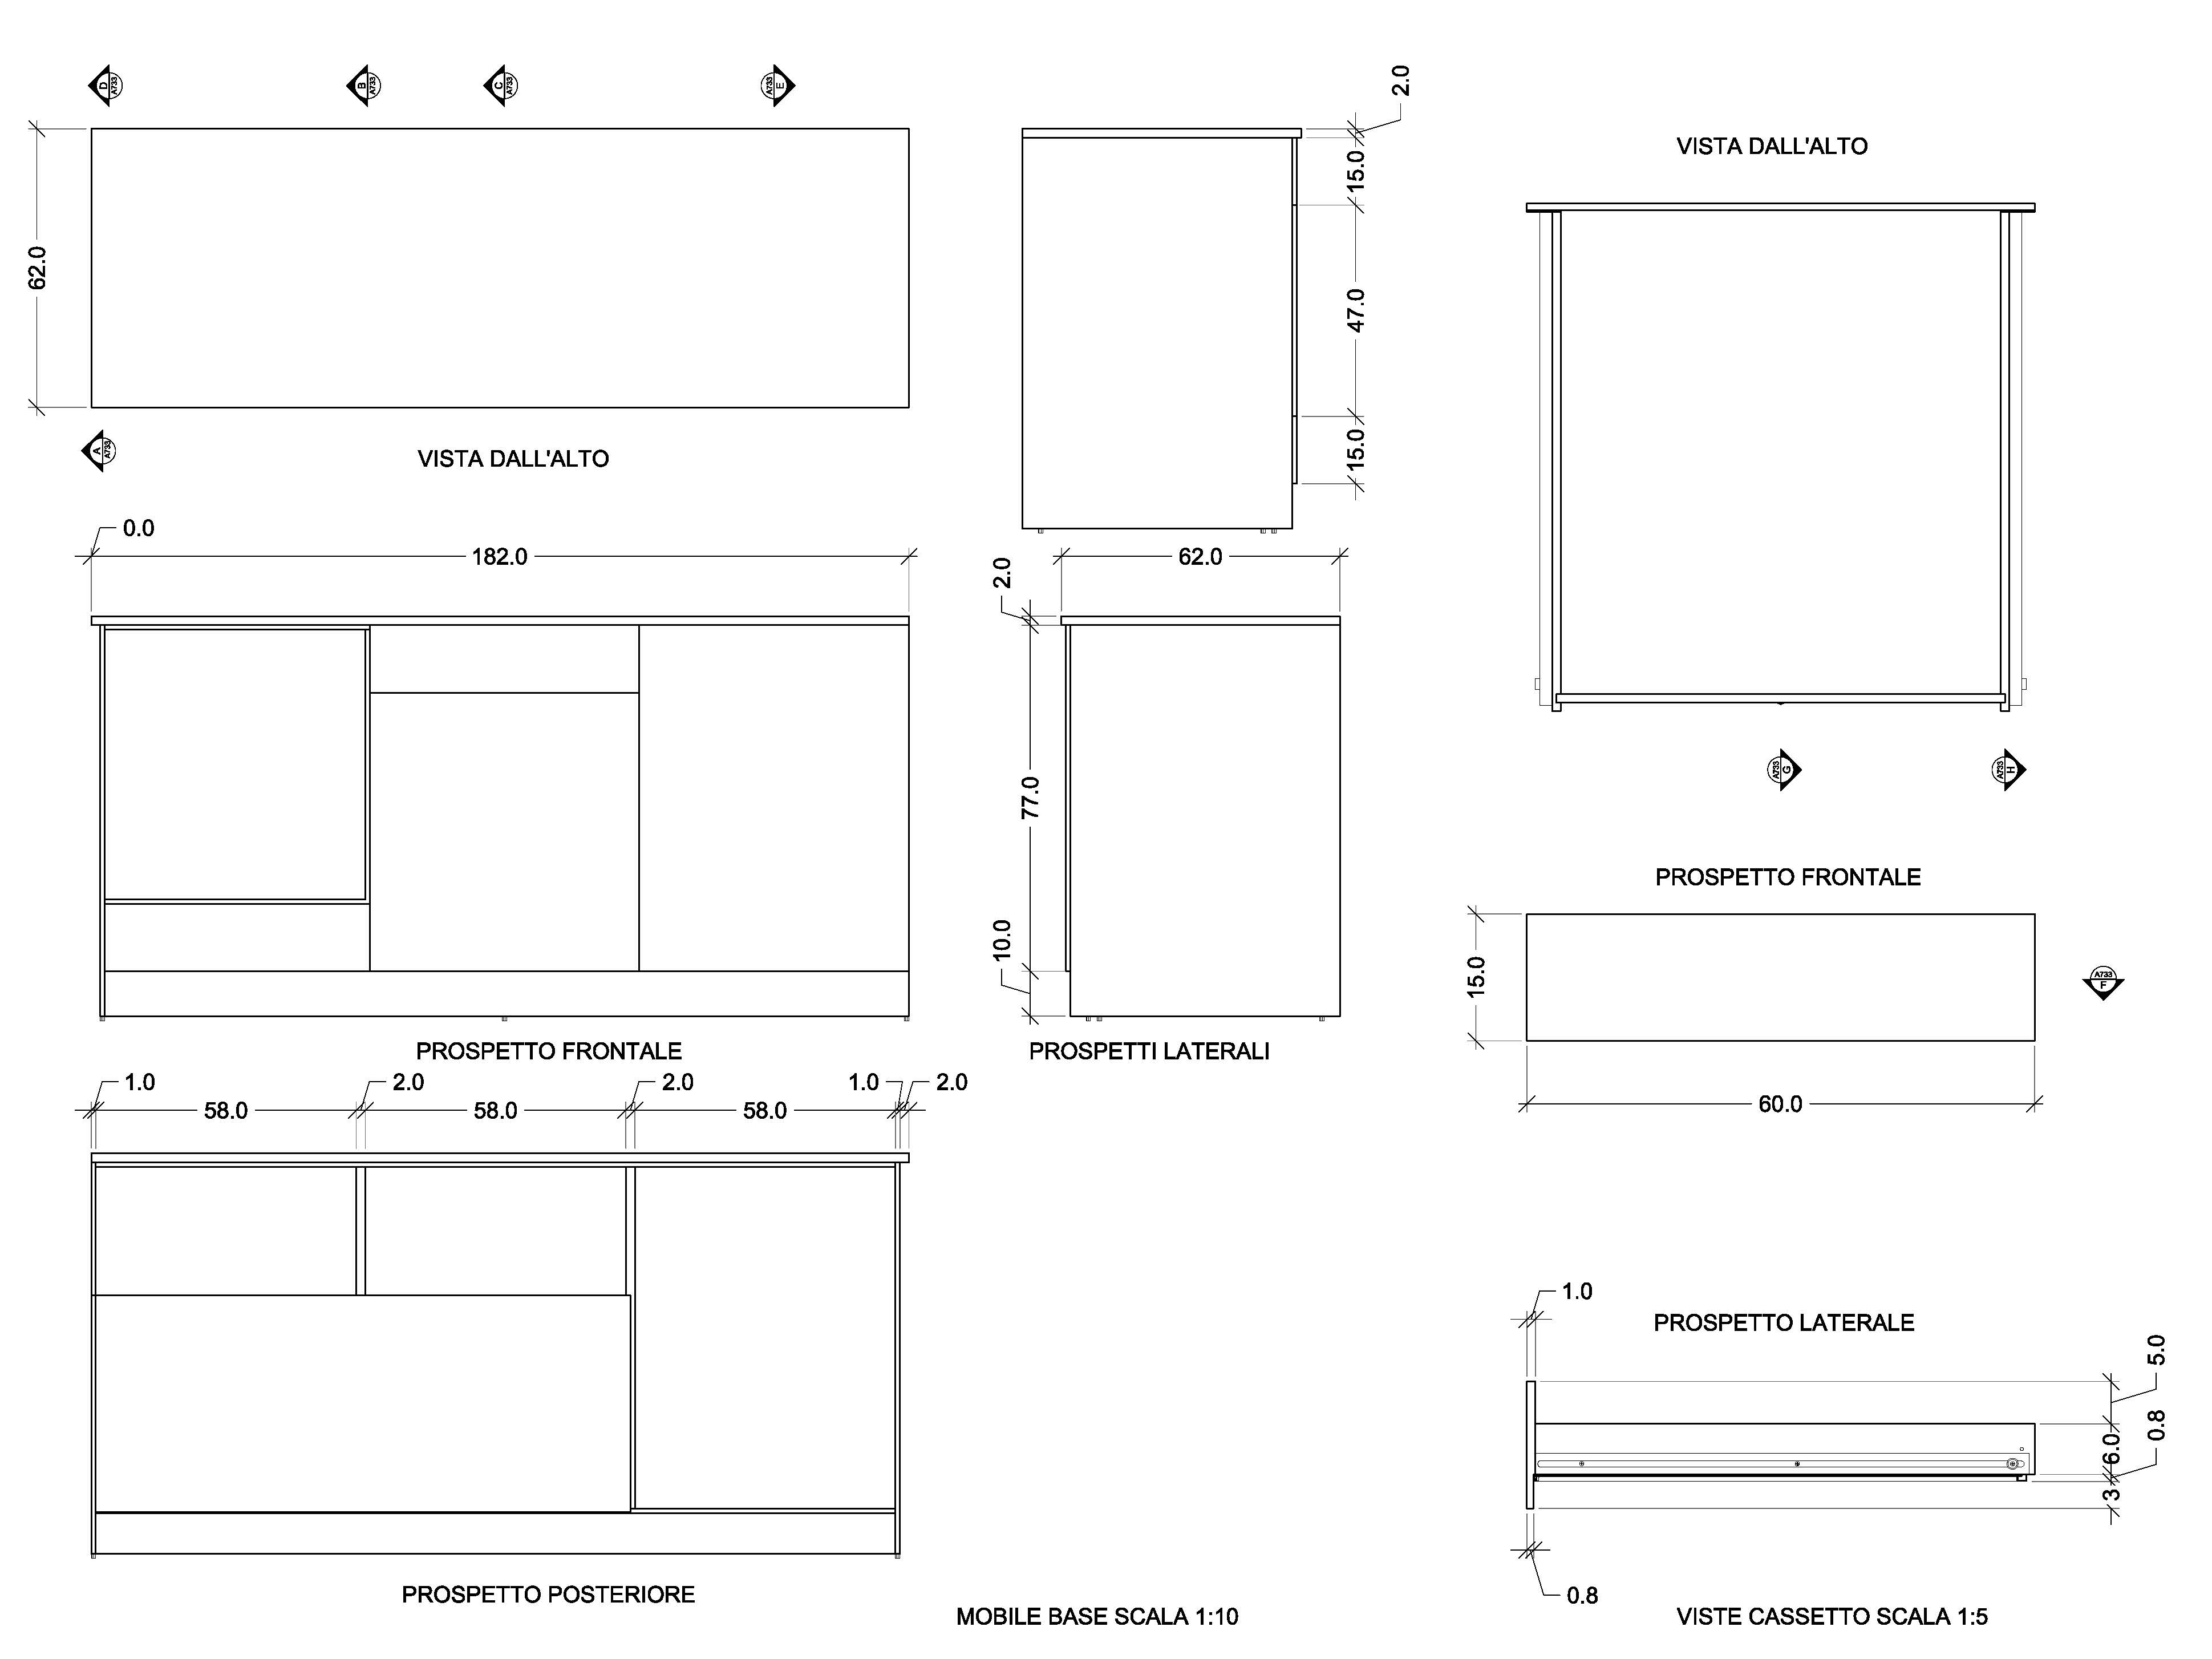 D A733
B A733
C A733
A733 E
62.0
A A733
VISTA DALL'ALTO
2.0
15.0
47.0
15.0
VISTA DALL'ALTO
A733 G
A733 H
0.0
182.0
PROSPETTO FRONTALE
62.0
2.0
77.0
10.0
PROSPETTI LATERALI
PROSPETTO FRONTALE
15.0
A733
F
60.0
1.0
2.0
2.0
1.0
2.0
58.0
58.0
58.0
PROSPETTO POSTERIORE
1.0
PROSPETTO LATERALE
5.0
0.8
6.0
3
0.8
MOBILE BASE SCALA 1:10
VISTE CASSETTO SCALA 1:5